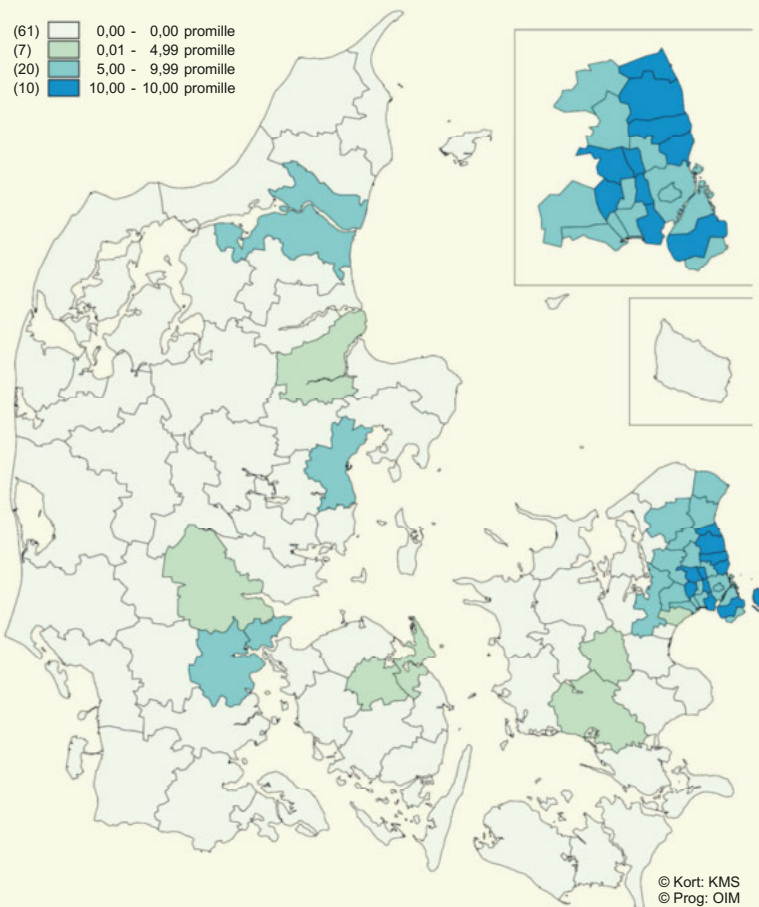 (61) 0,00 - 0,00 promille
(7) 0,01 - 4,99 promille
(20) 5,00 - 9,99 promille
(10) 10,00 - 10,00 promille
© Kort: KMS
© Prog: OIM